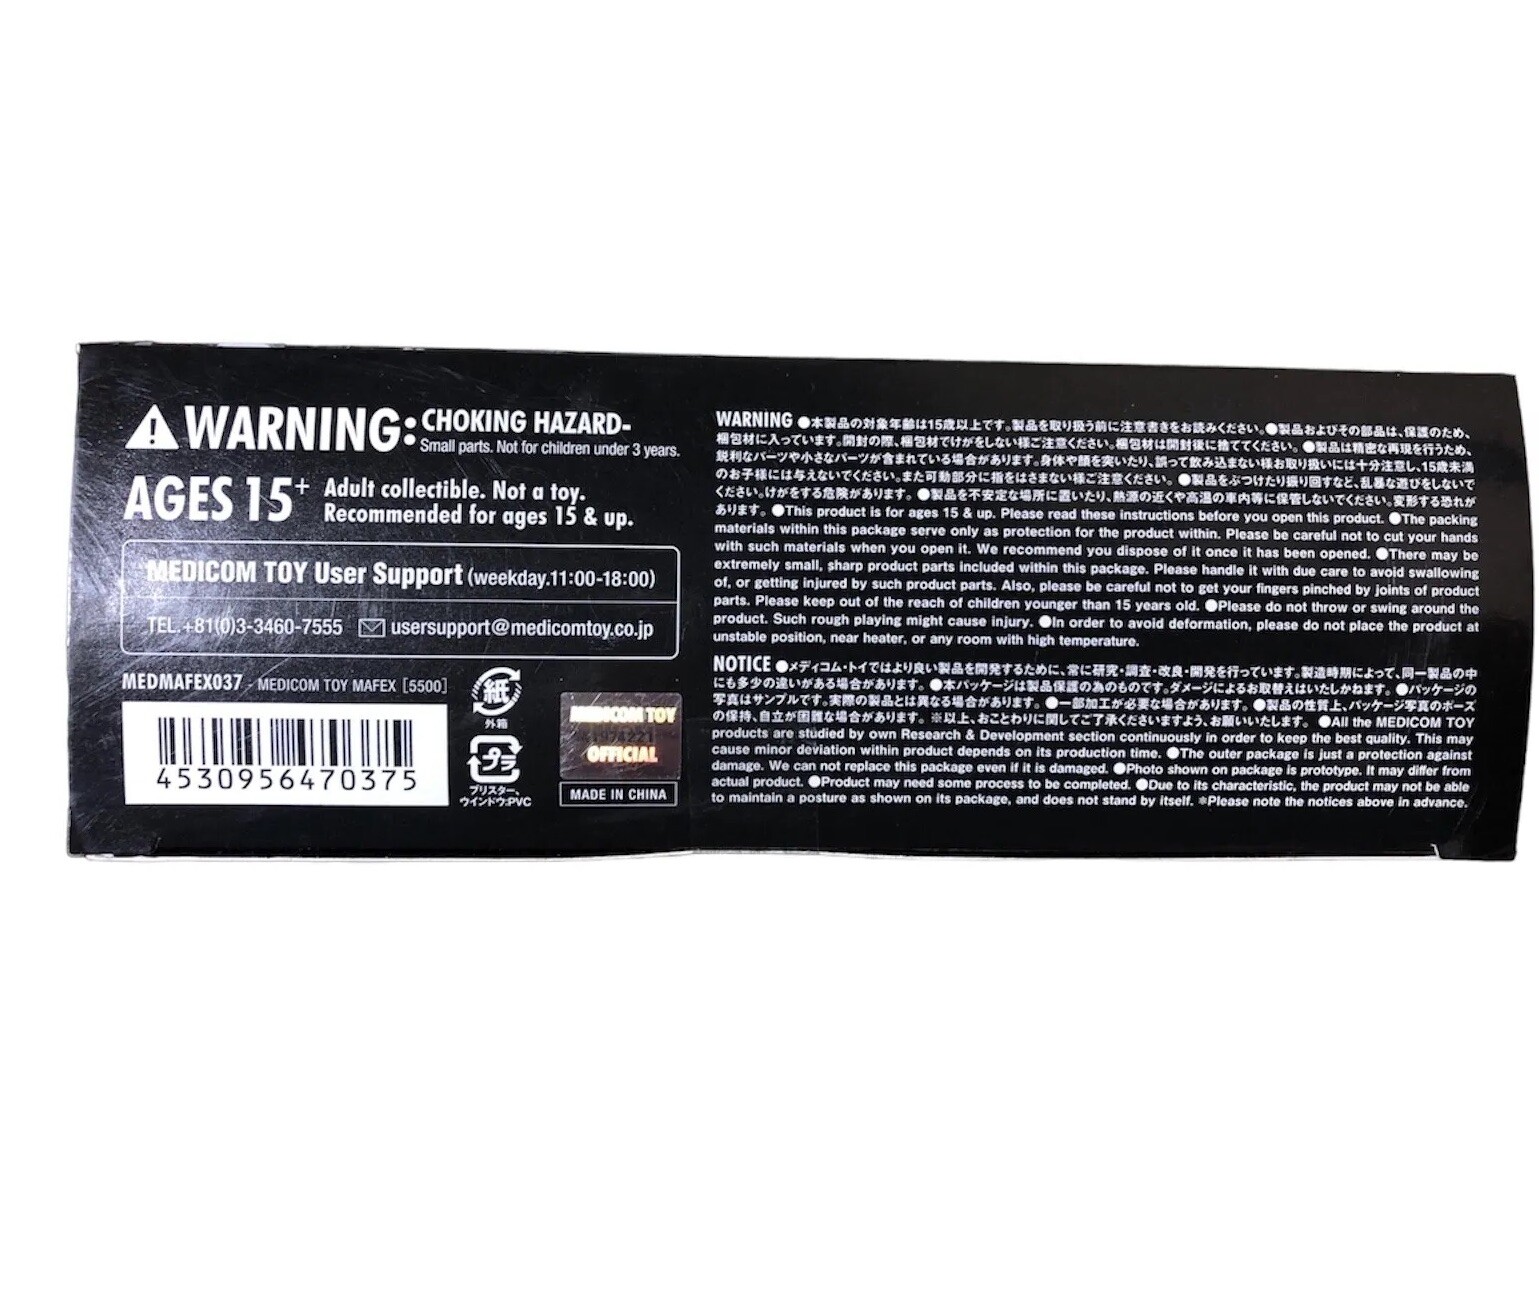 WARNING: CHOKING HAZARD-
Small parts. Not for children under 3 years.
AGES 15+ Adult collectible. Not a toy.
Recommended for ages 15 & up.
MEDICOM TOY User Support (weekday.11:00-18:00)
TEL.+81(0)3-3460-7555 usersupport@medicomtoy.co.jp
MEDMAFEX037 - MEDICOM TOY MAFEX [5500]
4530956470375
紙
外箱
プラ
ブリスター、
ウインドウ:PVC
MEDICOM TOY
OFFICIAL
MADE IN CHINA
WARNING ●本製品の対象年齢は15歳以上です。製品を取り扱う前に注意書きをお読みください。●製品およびその部品は、保護のため、
梱包材に入っています。開封の際、梱包材でけがをしない様ご注意ください。梱包材は開封後に捨ててください。●製品は精密な再現を行うため、
鋭利なパーツや小さなパーツが含まれている場合があります。身体や顔を突いたり、誤って飲み込まない様お取り扱いには十分注意し、15歳未満
のお子様には与えないでください。また可動部分に指をはさまない様ご注意ください。●製品をぶつけたり振り回すなど、乱暴な遊びをしないで
ください。けがをする危険があります。●製品を不安定な場所に置いたり、熱源の近くや高温の車内等に保管しないでください。変形する恐れが
あります。●This product is for ages 15 & up. Please read these instructions before you open this product. ●The packing
materials within this package serve only as protection for the product within. Please be careful not to cut your hands
with such materials when you open it. We recommend you dispose of it once it has been opened. ●There may be
extremely small, sharp product parts included within this package. Please handle it with due care to avoid swallowing
of, or getting injured by such product parts. Also, please be careful not to get your fingers pinched by joints of product
parts. Please keep out of the reach of children younger than 15 years old. ●Please do not throw or swing around the
product. Such rough playing might cause injury. ●In order to avoid deformation, please do not place the product at
unstable position, near heater, or any room with high temperature.
NOTICE ●メディコム・トイではより良い製品を開発するために、常に研究・調査・改良・開発を行っています。製造時期によって、同一製品の中
にも多少の違いがある場合があります。●本パッケージは製品保護の為のものです。ダメージによるお取替えはいたしかねます。●パッケージの
写真はサンプルです。実際の製品とは異なる場合があります。●一部加工が必要な場合があります。●製品の性質上、パッケージ写真のポーズ
の保持、自立が困難な場合があります。※以上、おことわりに関してご了承くださいますよう、お願いいたします。●All the MEDICOM TOY
products are studied by own Research & Development section continuously in order to keep the best quality. This may
cause minor deviation within product depends on its production time. ●The outer package is just a protection against
damage. We can not replace this package even if it is damaged. ●Photo shown on package is prototype. It may differ from
actual product. ●Product may need some process to be completed. ●Due to its characteristic, the product may not be able
to maintain a posture as shown on its package, and does not stand by itself. ※Please note the notices above in advance.